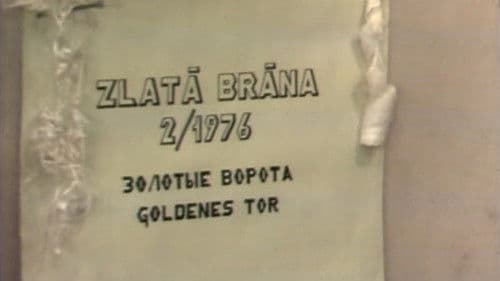 ZLATÁ BRÁNA
2/1976
ЗОЛОТЫЕ ВОРОТА
GOLDENES TOR